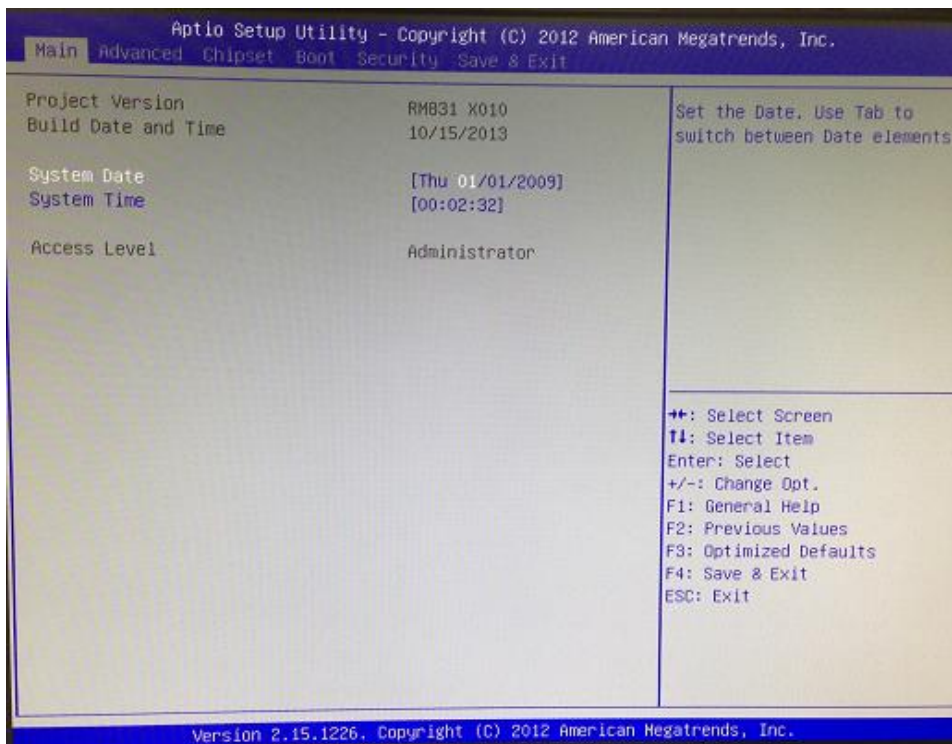 Aptio Setup Utility - Copyright (C) 2012 American Megatrends, Inc.
Main Advanced Chipset Boot Security Save & Exit
Project Version RM831 X010
Build Date and Time 10/15/2013
System Date [Thu 01/01/2009]
System Time [00:02:32]
Access Level Administrator
Set the Date. Use Tab to
switch between Date elements
→←: Select Screen
↑↓: Select Item
Enter: Select
+/-: Change Opt.
F1: General Help
F2: Previous Values
F3: Optimized Defaults
F4: Save & Exit
ESC: Exit
Version 2.15.1226. Copyright (C) 2012 American Megatrends, Inc.